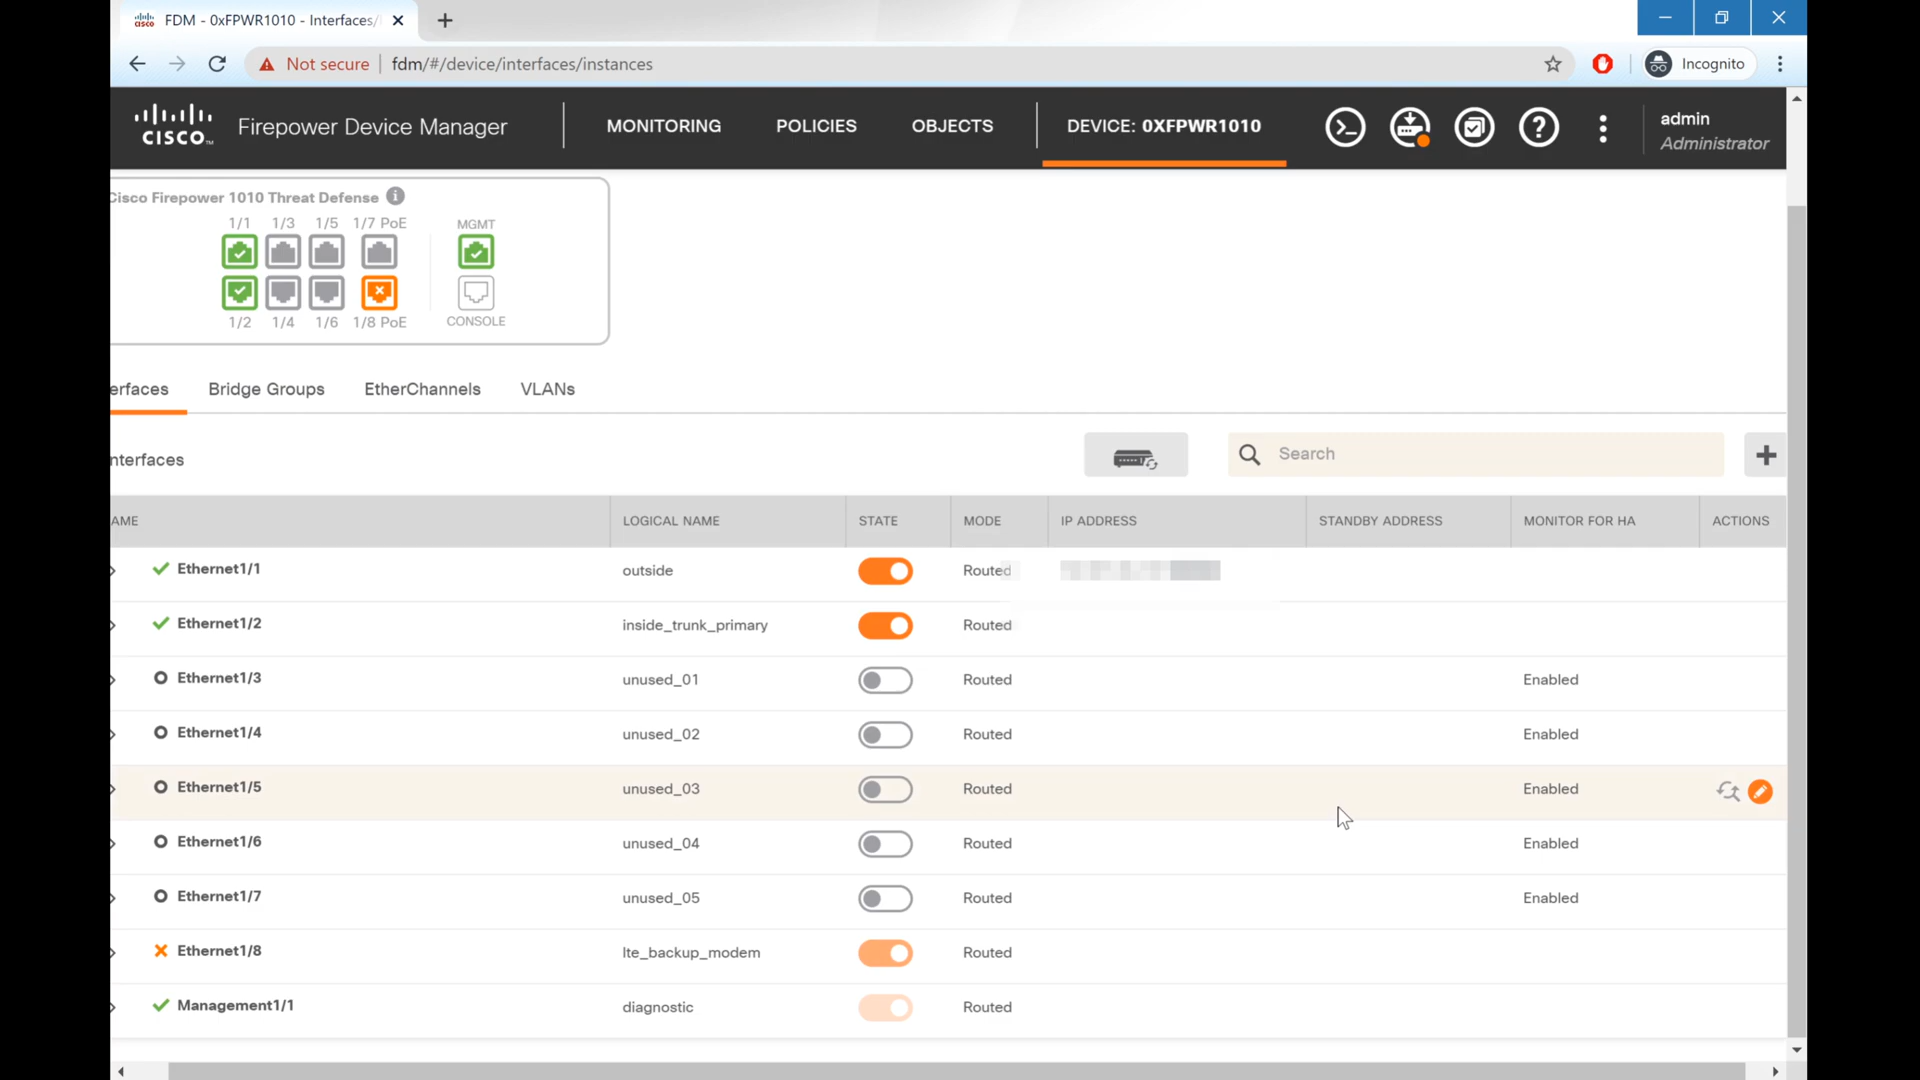 FDM - 0xFPWR1010 - Interfaces/
Not secure
fdm/#/device/interfaces/instances
Incognito
CISCO
Firepower Device Manager
MONITORING
POLICIES
OBJECTS
DEVICE: 0XFPWR1010
admin
Administrator
Cisco Firepower 1010 Threat Defense
1/1 1/3 1/5 1/7 PoE MGMT
1/2 1/4 1/6 1/8 PoE CONSOLE
erfaces Bridge Groups EtherChannels VLANs
nterfaces
Search
AME LOGICAL NAME STATE MODE IP ADDRESS STANDBY ADDRESS MONITOR FOR HA ACTIONS
Ethernet1/1 outside Routed
Ethernet1/2 inside_trunk_primary Routed
Ethernet1/3 unused_01 Routed Enabled
Ethernet1/4 unused_02 Routed Enabled
Ethernet1/5 unused_03 Routed Enabled
Ethernet1/6 unused_04 Routed Enabled
Ethernet1/7 unused_05 Routed Enabled
Ethernet1/8 lte_backup_modem Routed
Management1/1 diagnostic Routed